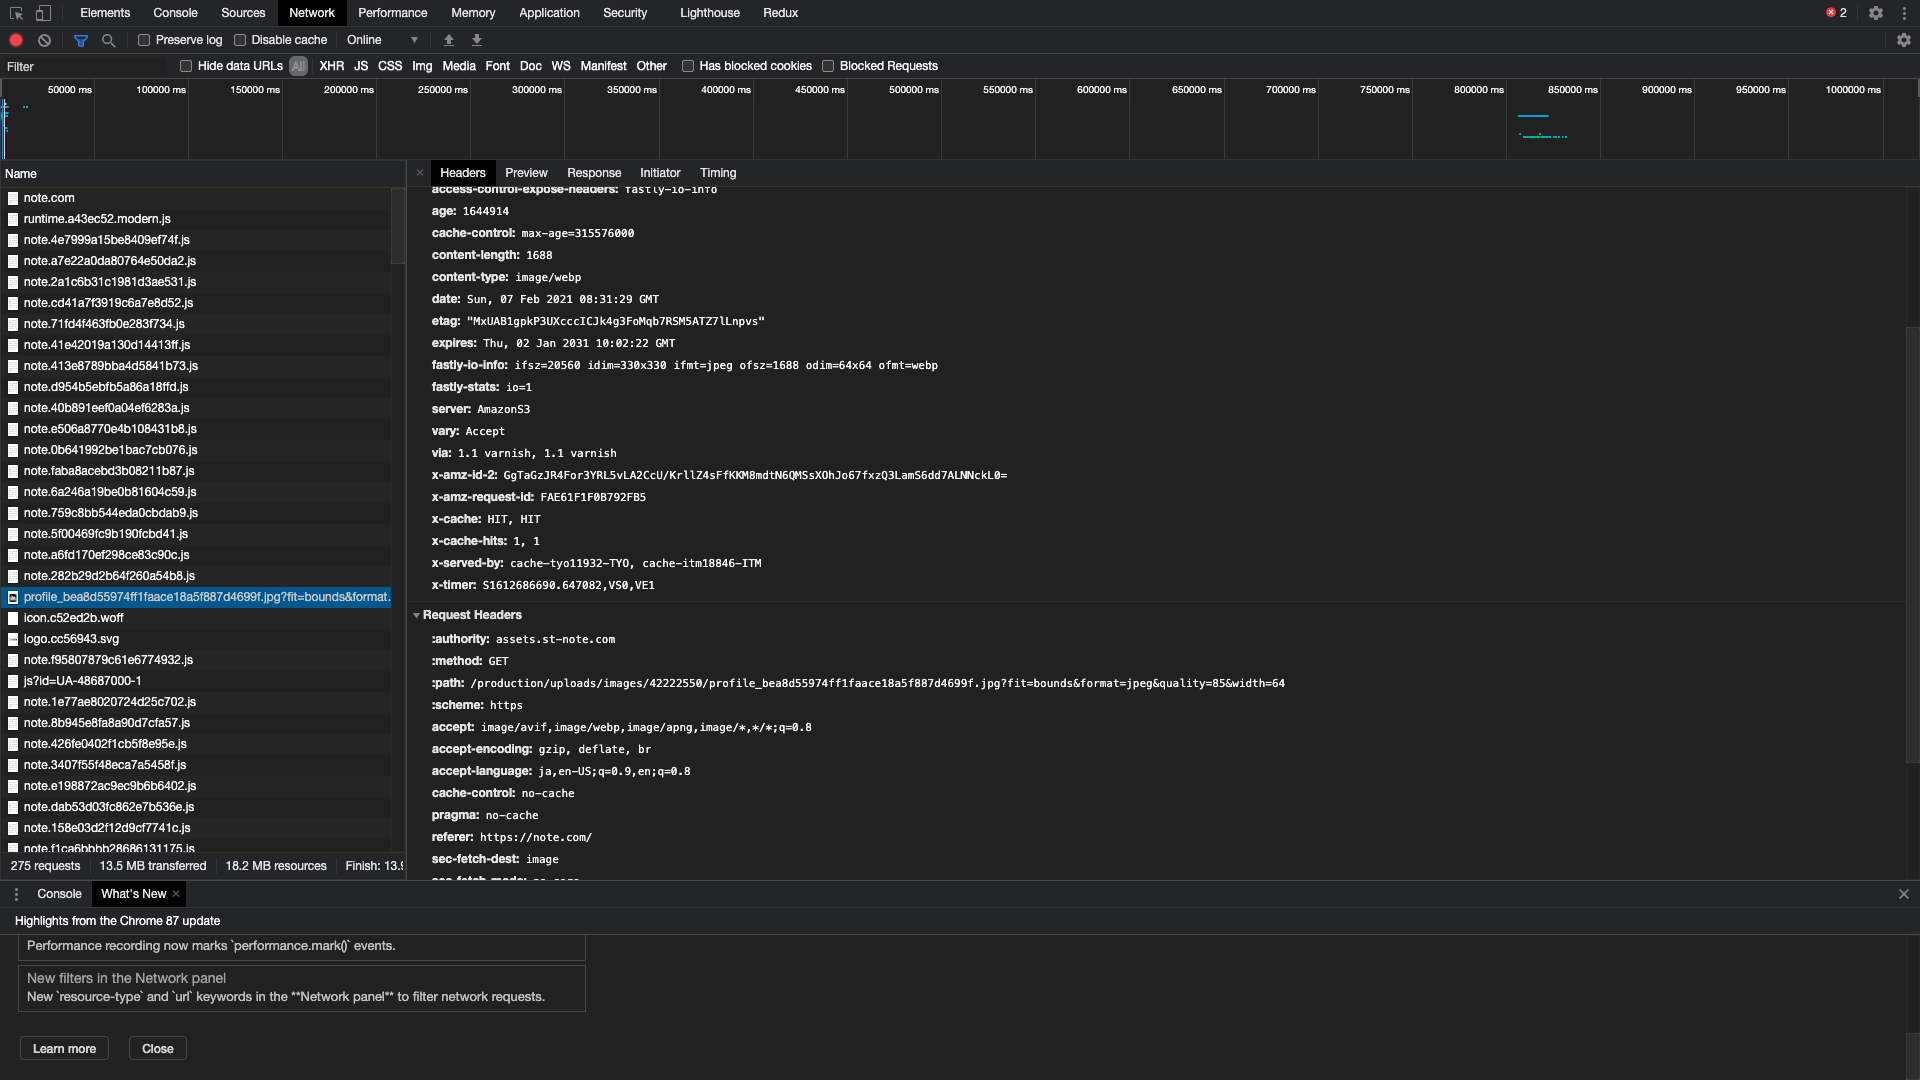 Elements Console Sources Network Performance Memory Application Security Lighthouse Redux 2
Preserve log Disable cache Online
Filter Hide data URLs All XHR JS CSS Img Media Font Doc WS Manifest Other Has blocked cookies Blocked Requests
50000 ms 100000 ms 150000 ms 200000 ms 250000 ms 300000 ms 350000 ms 400000 ms 450000 ms 500000 ms 550000 ms 600000 ms 650000 ms 700000 ms 750000 ms 800000 ms 850000 ms 900000 ms 950000 ms 1000000 ms
Name
note.com
runtime.a43ec52.modern.js
note.4e7999a15be8409ef74f.js
note.a7e22a0da80764e50da2.js
note.2a1c6b31c1981d3ae531.js
note.cd41a7f3919c6a7e8d52.js
note.71fd4f463fb0e283f734.js
note.41e42019a130d14413ff.js
note.413e8789bba4d5841b73.js
note.d954b5ebfb5a86a18ffd.js
note.40b891eef0a04ef6283a.js
note.e506a8770e4b108431b8.js
note.0b641992be1bac7cb076.js
note.faba8acebd3b08211b87.js
note.6a246a19be0b81604c59.js
note.759c8bb544eda0cbdab9.js
note.5f00469fc9b190fcbd41.js
note.a6fd170ef298ce83c90c.js
note.282b29d2b64f260a54b8.js
profile_bea8d55974ff1faace18a5f887d4699f.jpg?fit=bounds&format.
icon.c52ed2b.woff
logo.cc56943.svg
note.f95807879c61e6774932.js
js?id=UA-48687000-1
note.1e77ae8020724d25c702.js
note.8b945e8fa8a90d7cfa57.js
note.426fe0402f1cb5f8e95e.js
note.3407f55f48eca7a5458f.js
note.e198872ac9ec9b6b6402.js
note.dab53d03fc862e7b536e.js
note.158e03d2f12d9cf7741c.js
note.f1ca6bbbb28686131175.js
275 requests 13.5 MB transferred 18.2 MB resources Finish: 13.9
Headers Preview Response Initiator Timing
access-control-expose-headers: fastly-io-info
age: 1644914
cache-control: max-age=315576000
content-length: 1688
content-type: image/webp
date: Sun, 07 Feb 2021 08:31:29 GMT
etag: "MxUAB1gpkP3UXcccICJk4g3FoMqb7RSM5ATZ7lLnpvs"
expires: Thu, 02 Jan 2031 10:02:22 GMT
fastly-io-info: ifsz=20560 idim=330x330 ifmt=jpeg ofsz=1688 odim=64x64 ofmt=webp
fastly-stats: io=1
server: AmazonS3
vary: Accept
via: 1.1 varnish, 1.1 varnish
x-amz-id-2: GgTaGzJR4For3YRL5vLA2CcU/KrllZ4sFfKKM8mdtN6QMSsXOhJo67fxzQ3LamS6dd7ALNNckL0=
x-amz-request-id: FAE61F1F0B792FB5
x-cache: HIT, HIT
x-cache-hits: 1, 1
x-served-by: cache-tyo11932-TYO, cache-itm18846-ITM
x-timer: S1612686690.647082,VS0,VE1
Request Headers
:authority: assets.st-note.com
:method: GET
:path: /production/uploads/images/42222550/profile_bea8d55974ff1faace18a5f887d4699f.jpg?fit=bounds&format=jpeg&quality=85&width=64
:scheme: https
accept: image/avif,image/webp,image/apng,image/*,*/*;q=0.8
accept-encoding: gzip, deflate, br
accept-language: ja,en-US;q=0.9,en;q=0.8
cache-control: no-cache
pragma: no-cache
referer: https://note.com/
sec-fetch-dest: image
sec-fetch-mode: no-cors
Console What's New
Highlights from the Chrome 87 update
Performance recording now marks `performance.mark()` events.
New filters in the Network panel
New `resource-type` and `url` keywords in the **Network panel** to filter network requests.
Learn more Close